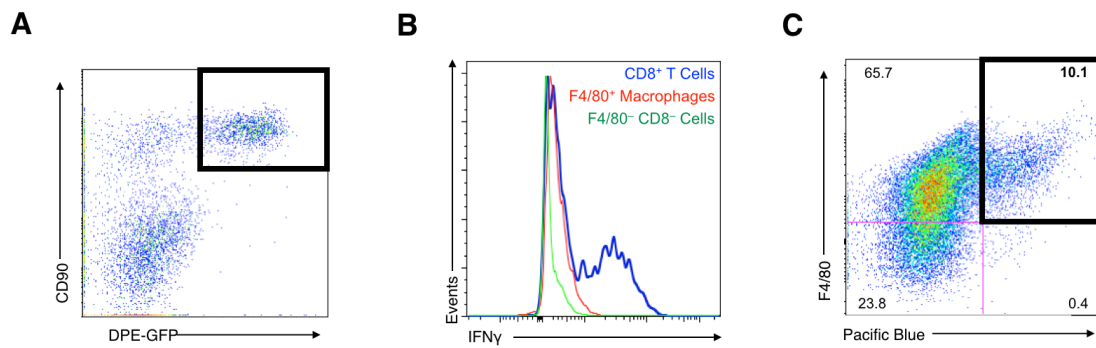 A
CD90
DPE-GFP
B
CD8⁺ T Cells
F4/80⁺ Macrophages
F4/80⁻ CD8⁻ Cells
Events
IFNγ
C
65.7
10.1
F4/80
23.8
0.4
Pacific Blue